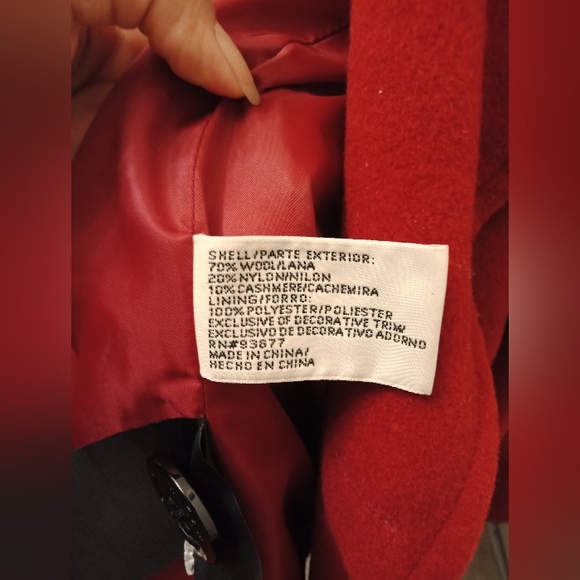 SHELL/PARTE EXTERIOR:
70% WOOL/LANA
20% NYLON/NILON
10% CASHMERE/CACHEMIRA
LINING/FORRO:
100% POLYESTER/POLIESTER
EXCLUSIVE OF DECORATIVE TRIM/
EXCLUSIVO DE DECORATIVO ADORNO
RN#93677
MADE IN CHINA/
HECHO EN CHINA